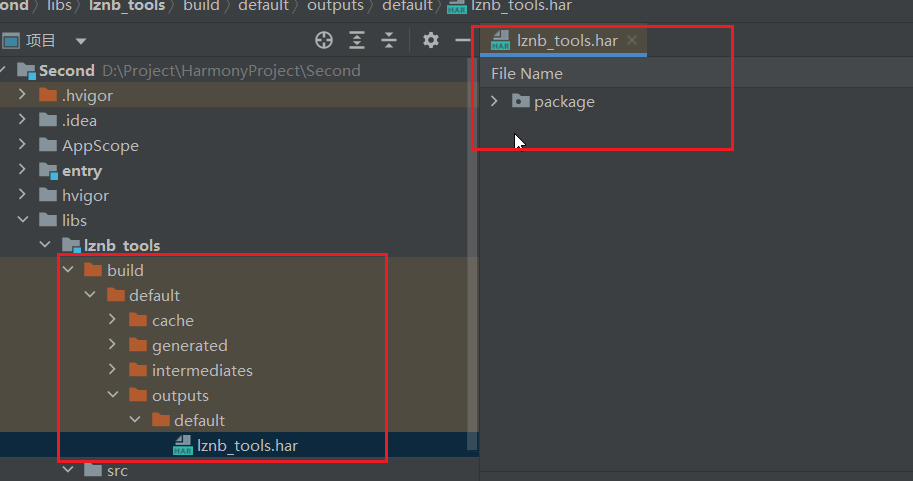 ond 〉 libs 〉 lznb_tools 〉 build 〉 default 〉 outputs 〉 default 〉 lznb_tools.har
项目
lznb_tools.har
Second D:\Project\HarmonyProject\Second
File Name
.hvigor
package
.idea
AppScope
entry
hvigor
libs
lznb_tools
build
default
cache
generated
intermediates
outputs
default
HAR lznb_tools.har
src